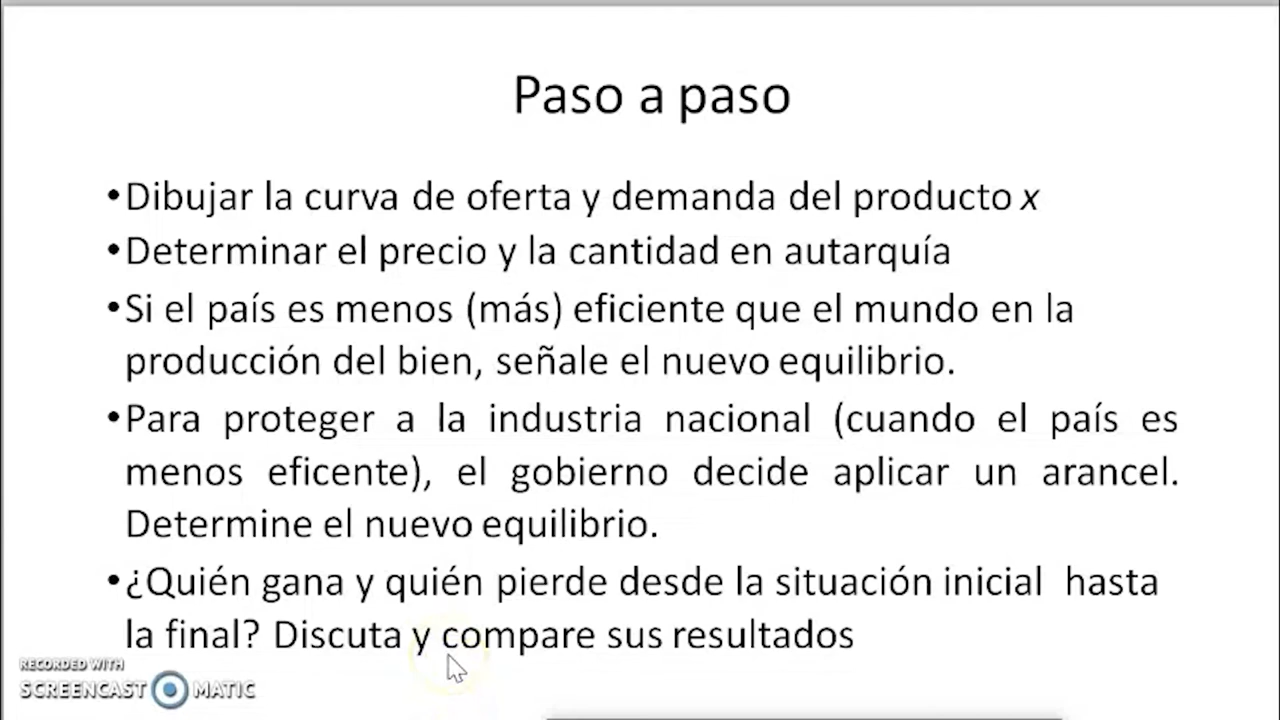 Paso a paso
•Dibujar la curva de oferta y demanda del producto x
•Determinar el precio y la cantidad en autarquía
•Si el país es menos (más) eficiente que el mundo en la
producción del bien, señale el nuevo equilibrio.
•Para proteger a la industria nacional (cuando el país es
menos eficente), el gobierno decide aplicar un arancel.
Determine el nuevo equilibrio.
•¿Quién gana y quién pierde desde la situación inicial hasta
la final? Discuta y compare sus resultados
RECORDED WITH
SCREENCAST MATIC